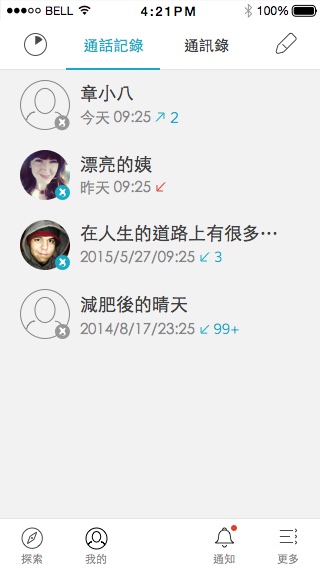 BELL 4:21PM 100%
通話記錄 通訊錄
章小八
今天 09:25 2
漂亮的姨
昨天 09:25
在人生的道路上有很多⋯
2015/5/27/09:25 3
減肥後的晴天
2014/8/17/23:25 99+
探索 我的 通知 更多